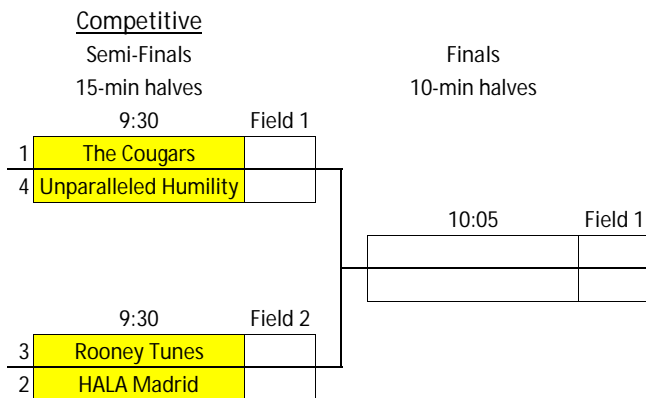 Competitive
Semi-Finals
Finals
15-min halves
10-min halves
9:30 Field 1
1 The Cougars
4 Unparalleled Humility
10:05 Field 1
9:30 Field 2
3 Rooney Tunes
2 HALA Madrid